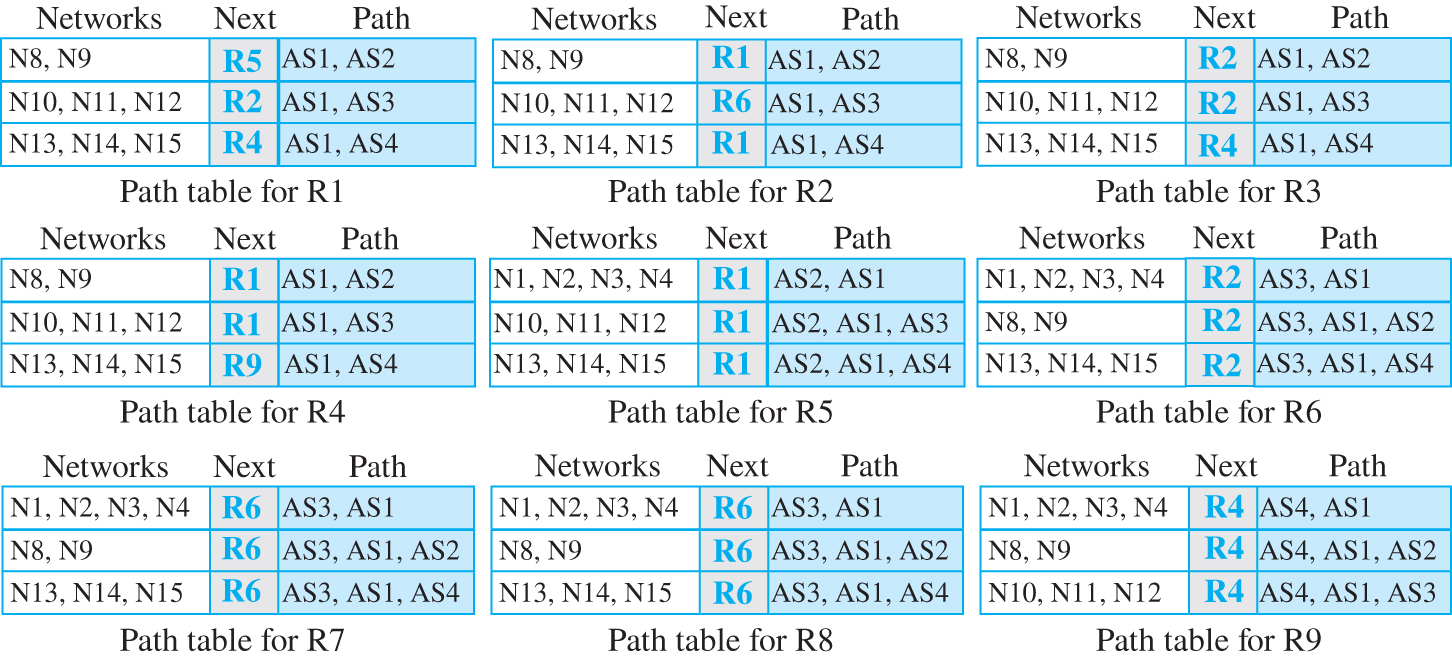 Networks Next Path Networks Next Path Networks Next Path
N8, N9 R5 AS1, AS2 N8, N9 R1 AS1, AS2 N8, N9 R2 AS1, AS2
N10, N11, N12 R2 AS1, AS3 N10, N11, N12 R6 AS1, AS3 N10, N11, N12 R2 AS1, AS3
N13, N14, N15 R4 AS1, AS4 N13, N14, N15 R1 AS1, AS4 N13, N14, N15 R4 AS1, AS4
Path table for R1 Path table for R2 Path table for R3
Networks Next Path Networks Next Path Networks Next Path
N8, N9 R1 AS1, AS2 N1, N2, N3, N4 R1 AS2, AS1 N1, N2, N3, N4 R2 AS3, AS1
N10, N11, N12 R1 AS1, AS3 N10, N11, N12 R1 AS2, AS1, AS3 N8, N9 R2 AS3, AS1, AS2
N13, N14, N15 R9 AS1, AS4 N13, N14, N15 R1 AS2, AS1, AS4 N13, N14, N15 R2 AS3, AS1, AS4
Path table for R4 Path table for R5 Path table for R6
Networks Next Path Networks Next Path Networks Next Path
N1, N2, N3, N4 R6 AS3, AS1 N1, N2, N3, N4 R6 AS3, AS1 N1, N2, N3, N4 R4 AS4, AS1
N8, N9 R6 AS3, AS1, AS2 N8, N9 R6 AS3, AS1, AS2 N8, N9 R4 AS4, AS1, AS2
N13, N14, N15 R6 AS3, AS1, AS4 N13, N14, N15 R6 AS3, AS1, AS4 N10, N11, N12 R4 AS4, AS1, AS3
Path table for R7 Path table for R8 Path table for R9